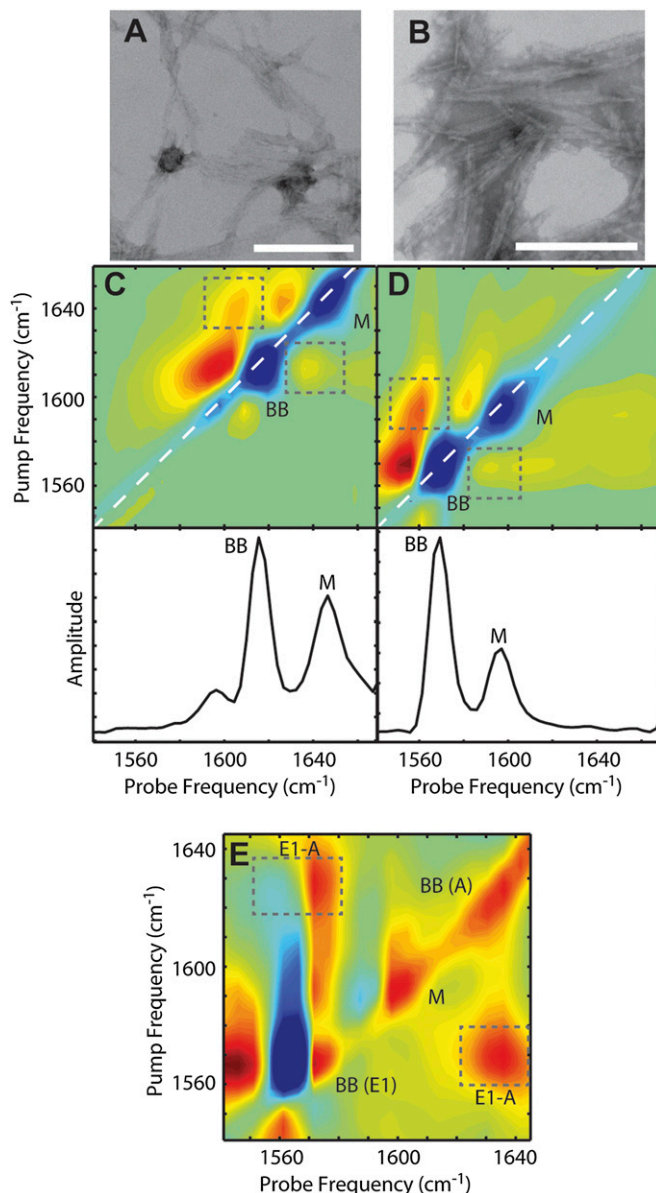 A
B
C
M
BB
D
M
BB
Pump Frequency (cm⁻¹)
1640
1600
1560
BB
M
BB
M
Amplitude
1560
1600
1640
1560
1600
1640
Probe Frequency (cm⁻¹)
Probe Frequency (cm⁻¹)
E
E1-A
BB (A)
M
BB (E1)
E1-A
Pump Frequency (cm⁻¹)
1640
1600
1560
1560
1600
1640
Probe Frequency (cm⁻¹)